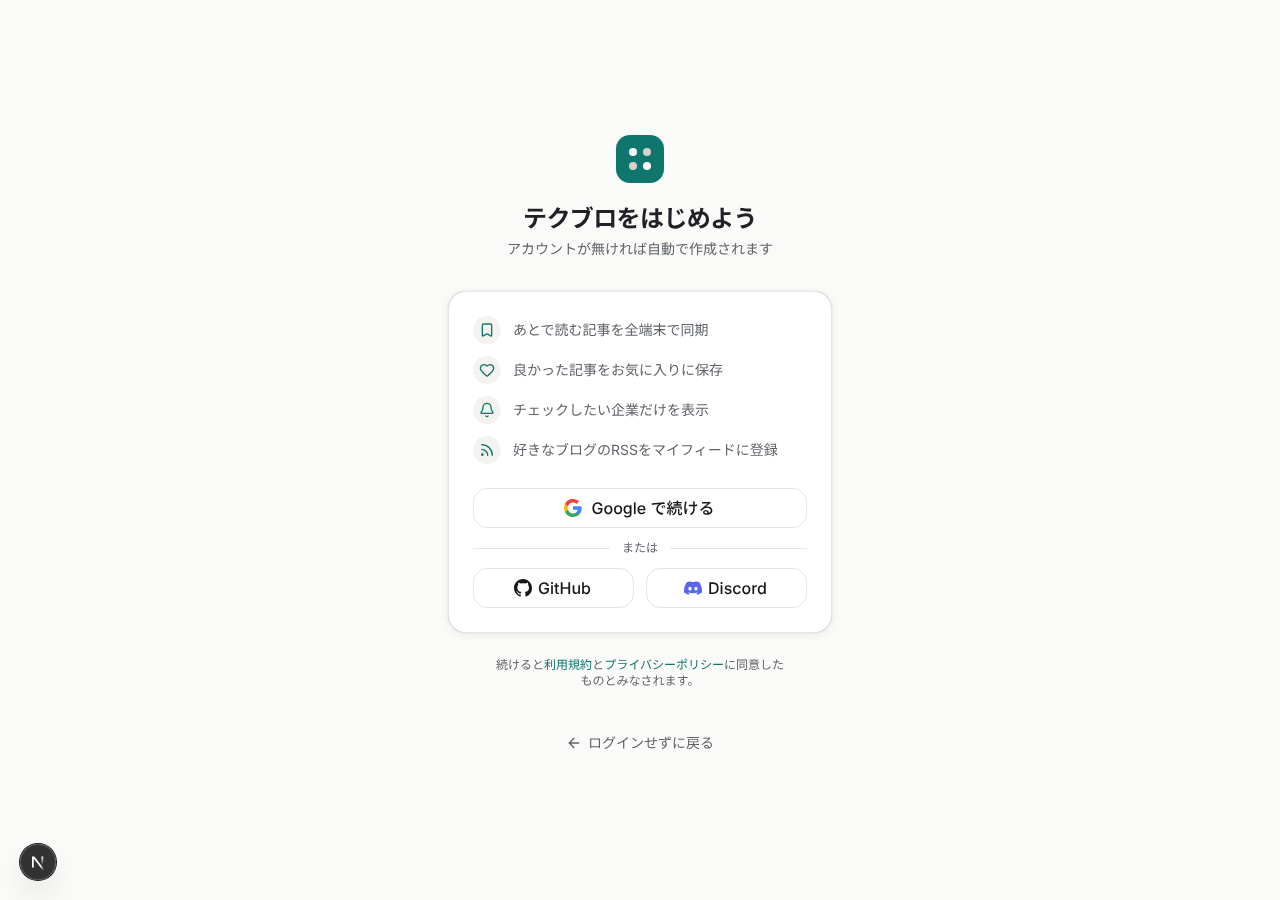 テクブロをはじめよう
アカウントが無ければ自動で作成されます
あとで読む記事を全端末で同期
良かった記事をお気に入りに保存
チェックしたい企業だけを表示
好きなブログのRSSをマイフィードに登録
Google で続ける
または
GitHub
Discord
続けると利用規約とプライバシーポリシーに同意した
ものとみなされます。
ログインせずに戻る
N